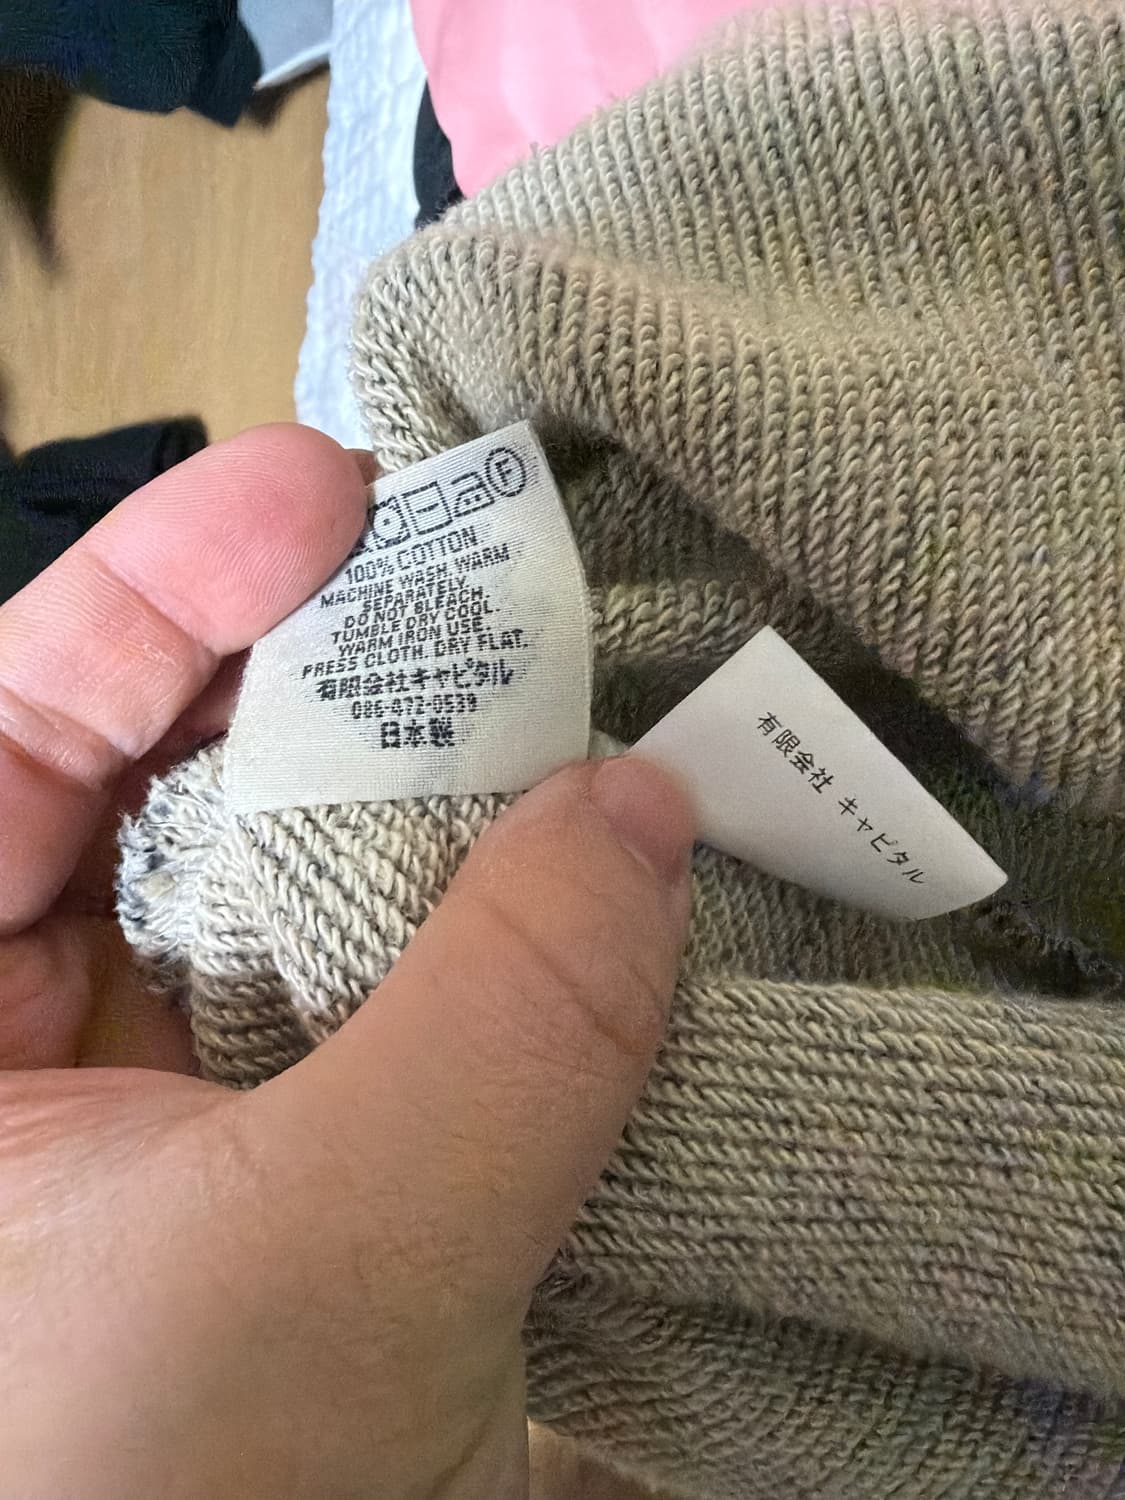 F
100% COTTON
MACHINE WASH, WARM
SEPARATELY.
DO NOT BLEACH.
TUMBLE DRY COOL.
WARM IRON USE.
PRESS CLOTH, DRY FLAT.
有限会社キャピタル
086-472-0539
日本製
有限会社 キャピタル